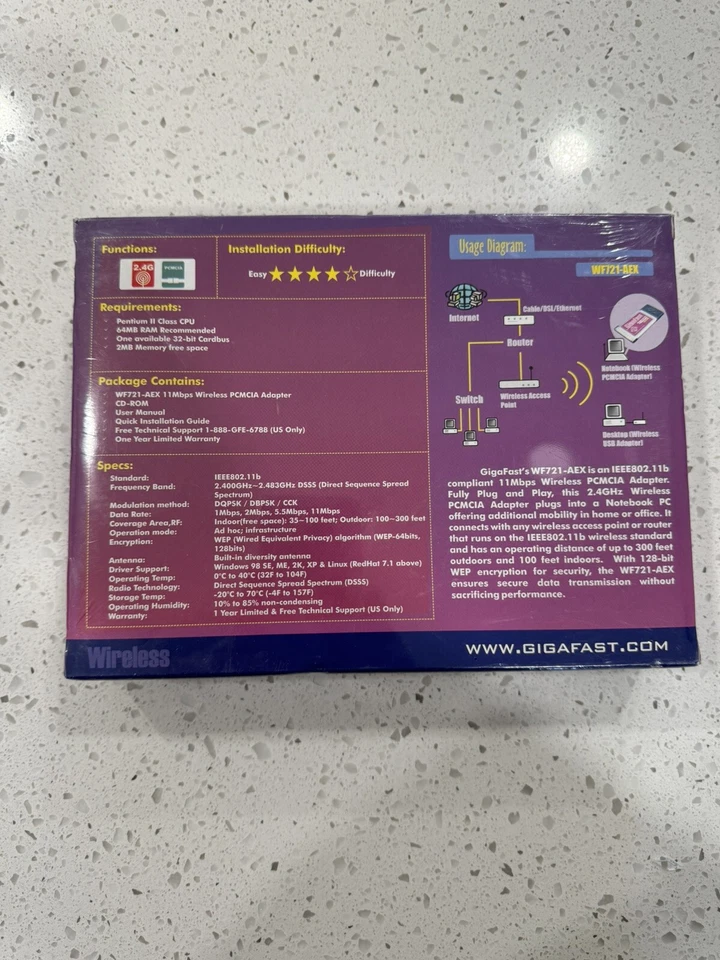 Functions:
2.4G
PCMCIA
Installation Difficulty:
Easy ★★★★☆ Difficulty
Requirements:
Pentium II Class CPU
64MB RAM Recommended
One available 32-bit Cardbus
2MB Memory free space
Package Contains:
WF721-AEX 11Mbps Wireless PCMCIA Adapter
CD-ROM
User Manual
Quick Installation Guide
Free Technical Support 1-888-GFE-6788 (US Only)
One Year Limited Warranty
Specs:
Standard: IEEE802.11b
Frequency Band: 2.400GHz~2.483GHz DSSS (Direct Sequence Spread
Spectrum)
Modulation method: DQPSK / DBPSK / CCK
Data Rate: 1Mbps, 2Mbps, 5.5Mbps, 11Mbps
Coverage Area,RF: Indoor(free space): 35~100 feet; Outdoor: 100~300 feet
Operation mode: Ad hoc; infrastructure
Encryption: WEP (Wired Equivalent Privacy) algorithm (WEP-64bits,
128bits)
Antenna: Built-in diversity antenna
Driver Support: Windows 98 SE, ME, 2K, XP & Linux (RedHat 7.1 above)
Operating Temp: 0°C to 40°C (32F to 104F)
Radio Technology: Direct Sequence Spread Spectrum (DSSS)
Storage Temp: -20°C to 70°C (-4F to 157F)
Operating Humidity: 10% to 85% non-condensing
Warranty: 1 Year Limited & Free Technical Support (US Only)
Usage Diagram:
WF721-AEX
Internet
Cable/DSL/Ethernet
Router
Switch
Wireless Access
Point
Notebook (Wireless
PCMCIA Adapter)
Desktop (Wireless
USB Adapter)
GigaFast's WF721-AEX is an IEEE802.11b
compliant 11Mbps Wireless PCMCIA Adapter.
Fully Plug and Play, this 2.4GHz Wireless
PCMCIA Adapter plugs into a Notebook PC
offering additional mobility in home or office. It
connects with any wireless access point or router
that runs on the IEEE802.11b wireless standard
and has an operating distance of up to 300 feet
outdoors and 100 feet indoors. With 128-bit
WEP encryption for security, the WF721-AEX
ensures secure data transmission without
sacrificing performance.
Wireless
WWW.GIGAFAST.COM